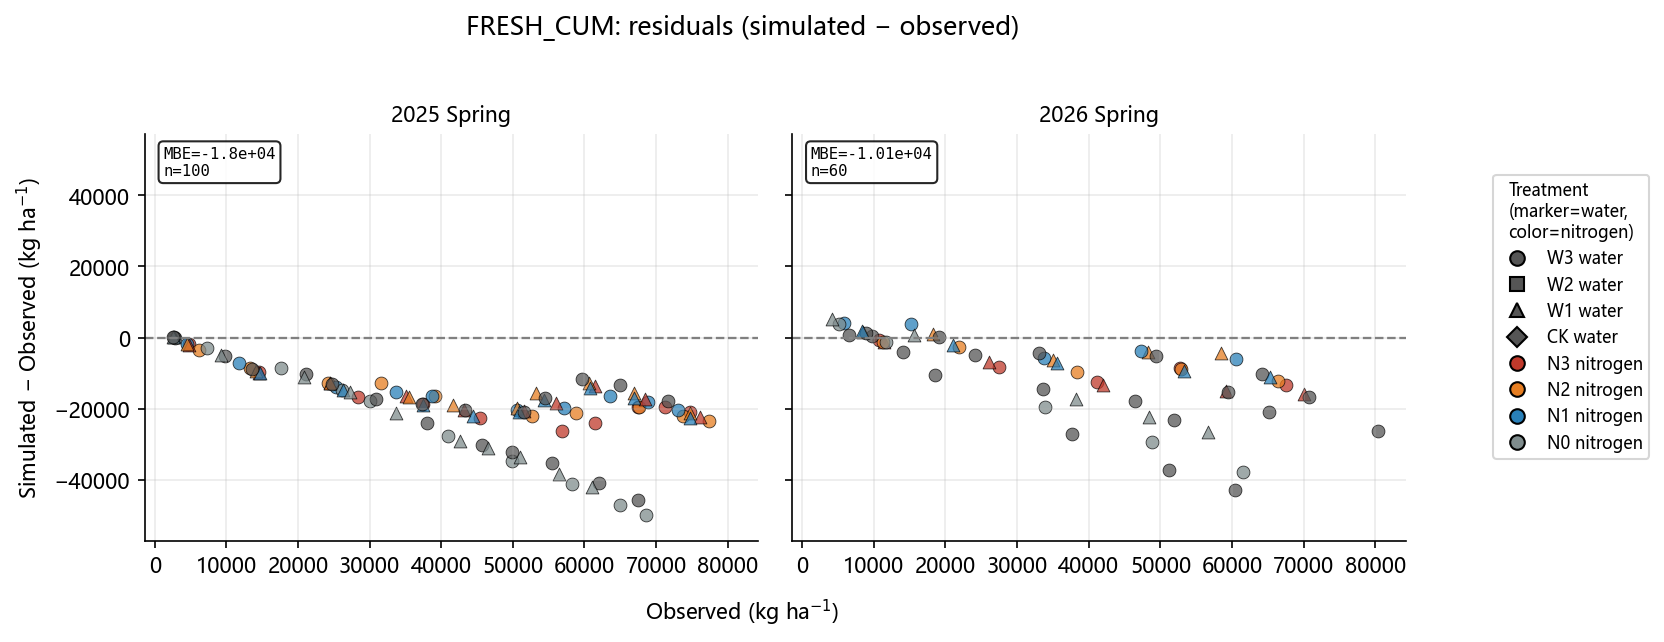 FRESH_CUM: residuals (simulated − observed)
2025 Spring
2026 Spring
MBE=-1.8e+04
n=100
MBE=-1.01e+04
n=60
Simulated − Observed (kg ha⁻¹)
40000
20000
0
−20000
−40000
0 10000 20000 30000 40000 50000 60000 70000 80000
0 10000 20000 30000 40000 50000 60000 70000 80000
Observed (kg ha⁻¹)
Treatment
(marker=water,
color=nitrogen)
W3 water
W2 water
W1 water
CK water
N3 nitrogen
N2 nitrogen
N1 nitrogen
N0 nitrogen